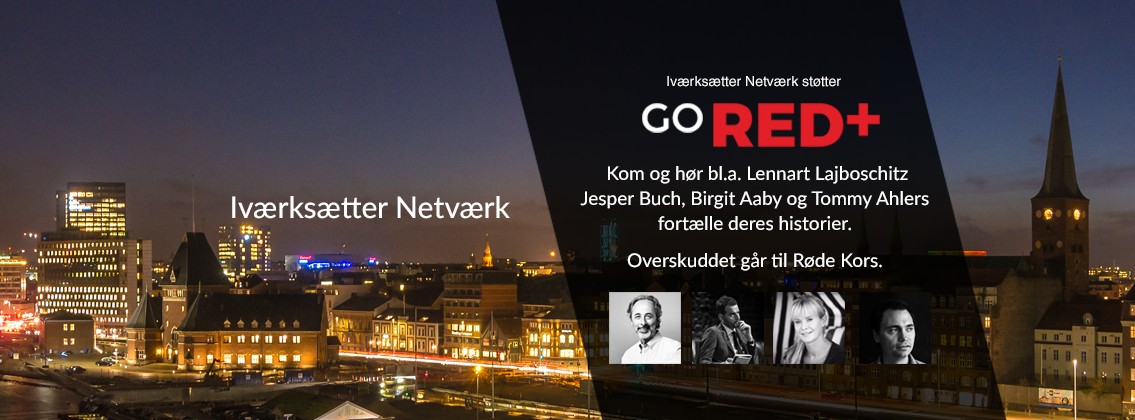 Iværksætter Netværk
Iværksætter Netværk støtter
GO RED+
Kom og hør bl.a. Lennart Lajboschitz
Jesper Buch, Birgit Aaby og Tommy Ahlers
fortælle deres historier.
Overskuddet går til Røde Kors.